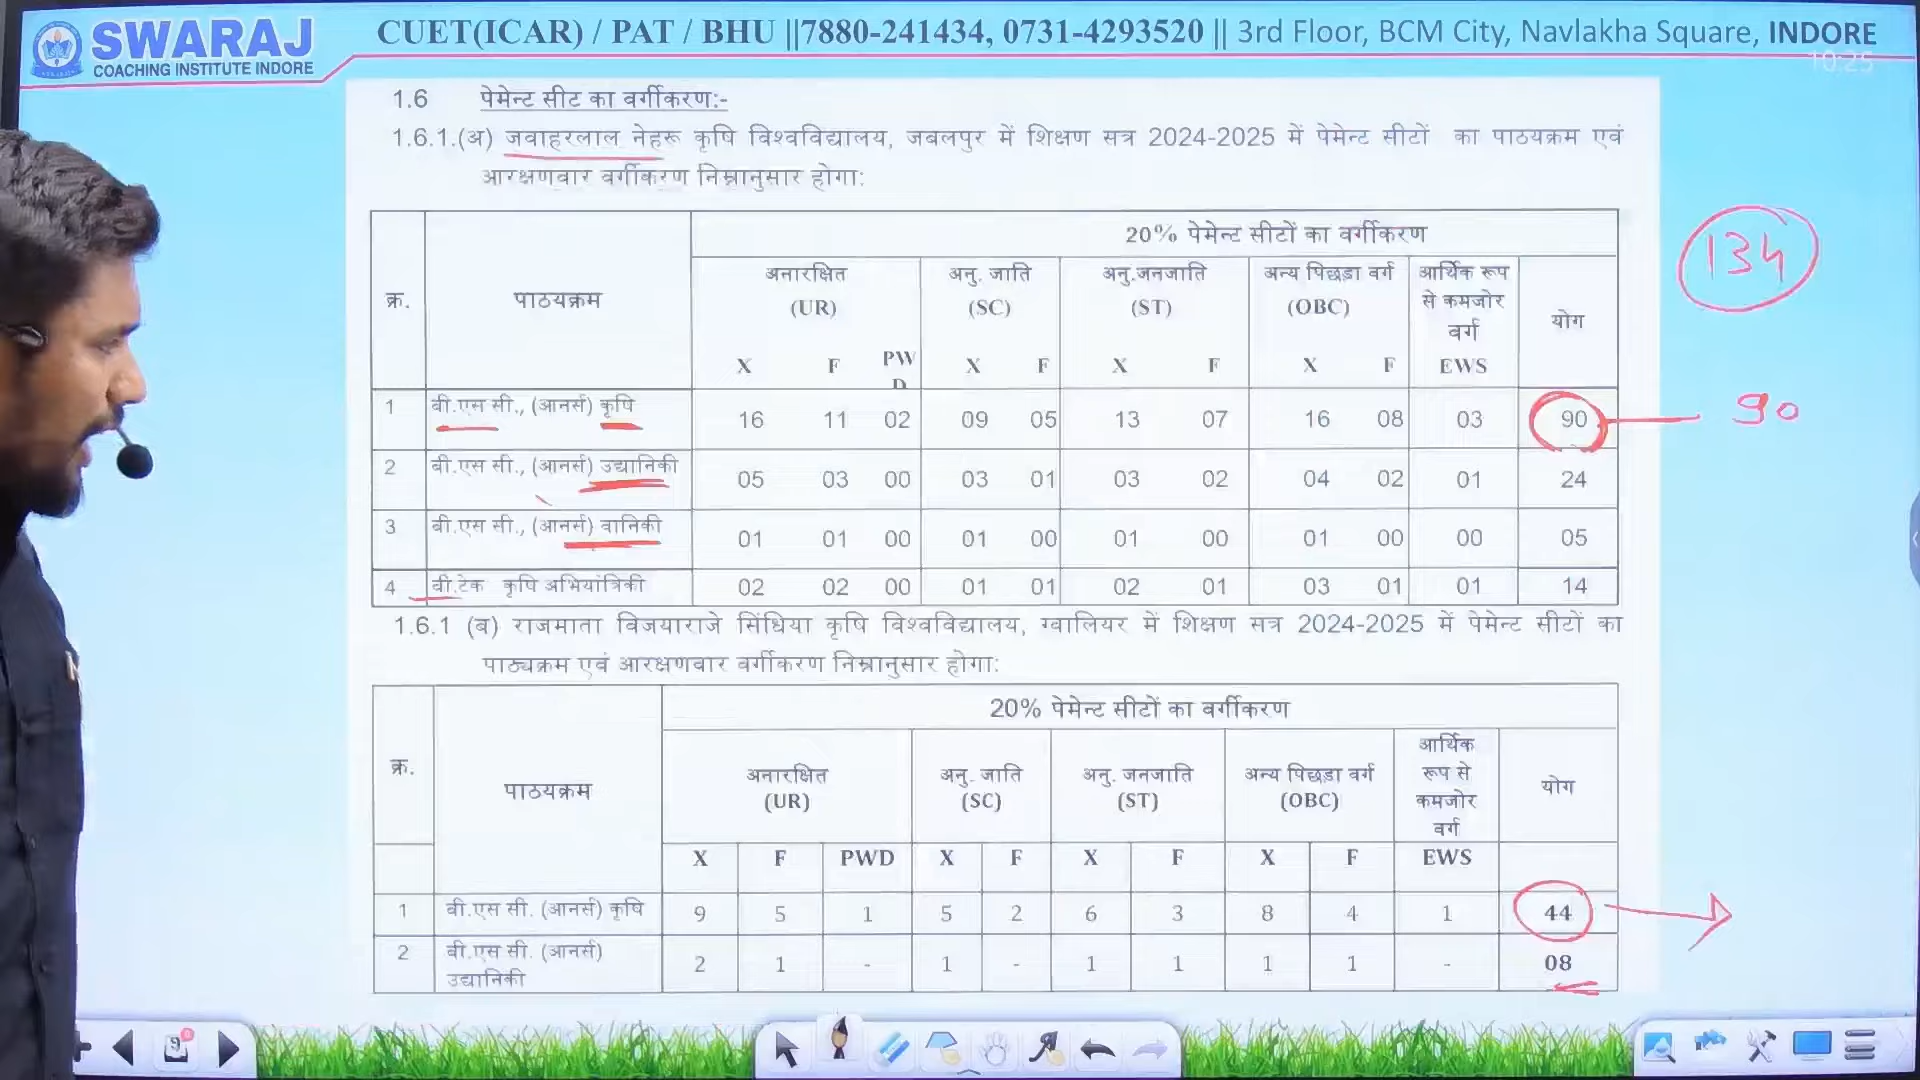 SWARAJ
COACHING INSTITUTE INDORE
CUET(ICAR) / PAT / BHU ||7880-241434, 0731-4293520 || 3rd Floor, BCM City, Navlakha Square, INDORE
10:25
1.6 पेमेन्ट सीट का वर्गीकरण:-
1.6.1.(अ) जवाहरलाल नेहरू कृषि विश्वविद्यालय, जबलपुर में शिक्षण सत्र 2024-2025 में पेमेन्ट सीटों का पाठयक्रम एवं
आरक्षणवार वर्गीकरण निम्नानुसार होगा:
134
क्र. पाठयक्रम 20% पेमेन्ट सीटों का वर्गीकरण
अनारक्षित (UR) अनु. जाति (SC) अनु.जनजाति (ST) अन्य पिछडा वर्ग (OBC) आर्थिक रूप से कमजोर वर्ग योग
X F PWD X F X F X F EWS
1 बी.एस सी., (आनर्स) कृषि 16 11 02 09 05 13 07 16 08 03 90 90
2 बी.एस सी., (आनर्स) उद्यानिकी 05 03 00 03 01 03 02 04 02 01 24
3 बी.एस सी., (आनर्स) वानिकी 01 01 00 01 00 01 00 01 00 00 05
4 बी.टेक कृषि अभियांत्रिकी 02 02 00 01 01 02 01 03 01 01 14
1.6.1 (ब) राजमाता विजयाराजे सिंधिया कृषि विश्वविद्यालय, ग्वालियर में शिक्षण सत्र 2024-2025 में पेमेन्ट सीटों का
पाठ्यक्रम एवं आरक्षणवार वर्गीकरण निम्नानुसार होगा:
क्र. पाठयक्रम 20% पेमेन्ट सीटों का वर्गीकरण
अनारक्षित (UR) अनु. जाति (SC) अनु. जनजाति (ST) अन्य पिछडा वर्ग (OBC) आर्थिक रूप से कमजोर वर्ग योग
X F PWD X F X F X F EWS
1 बी.एस सी. (आनर्स) कृषि 9 5 1 5 2 6 3 8 4 1 44
2 बी.एस सी. (आनर्स) उद्यानिकी 2 1 - 1 - 1 1 1 1 - 08